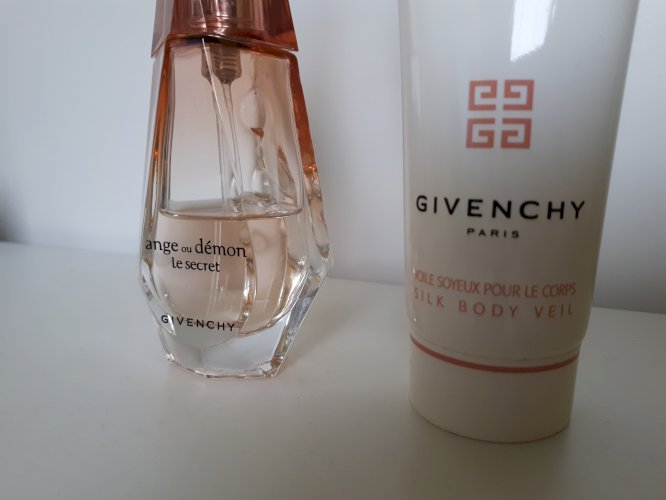 ange ou démon
le secret
GIVENCHY
GIVENCHY
PARIS
VOILE SOYEUX POUR LE CORPS
SILK BODY VEIL